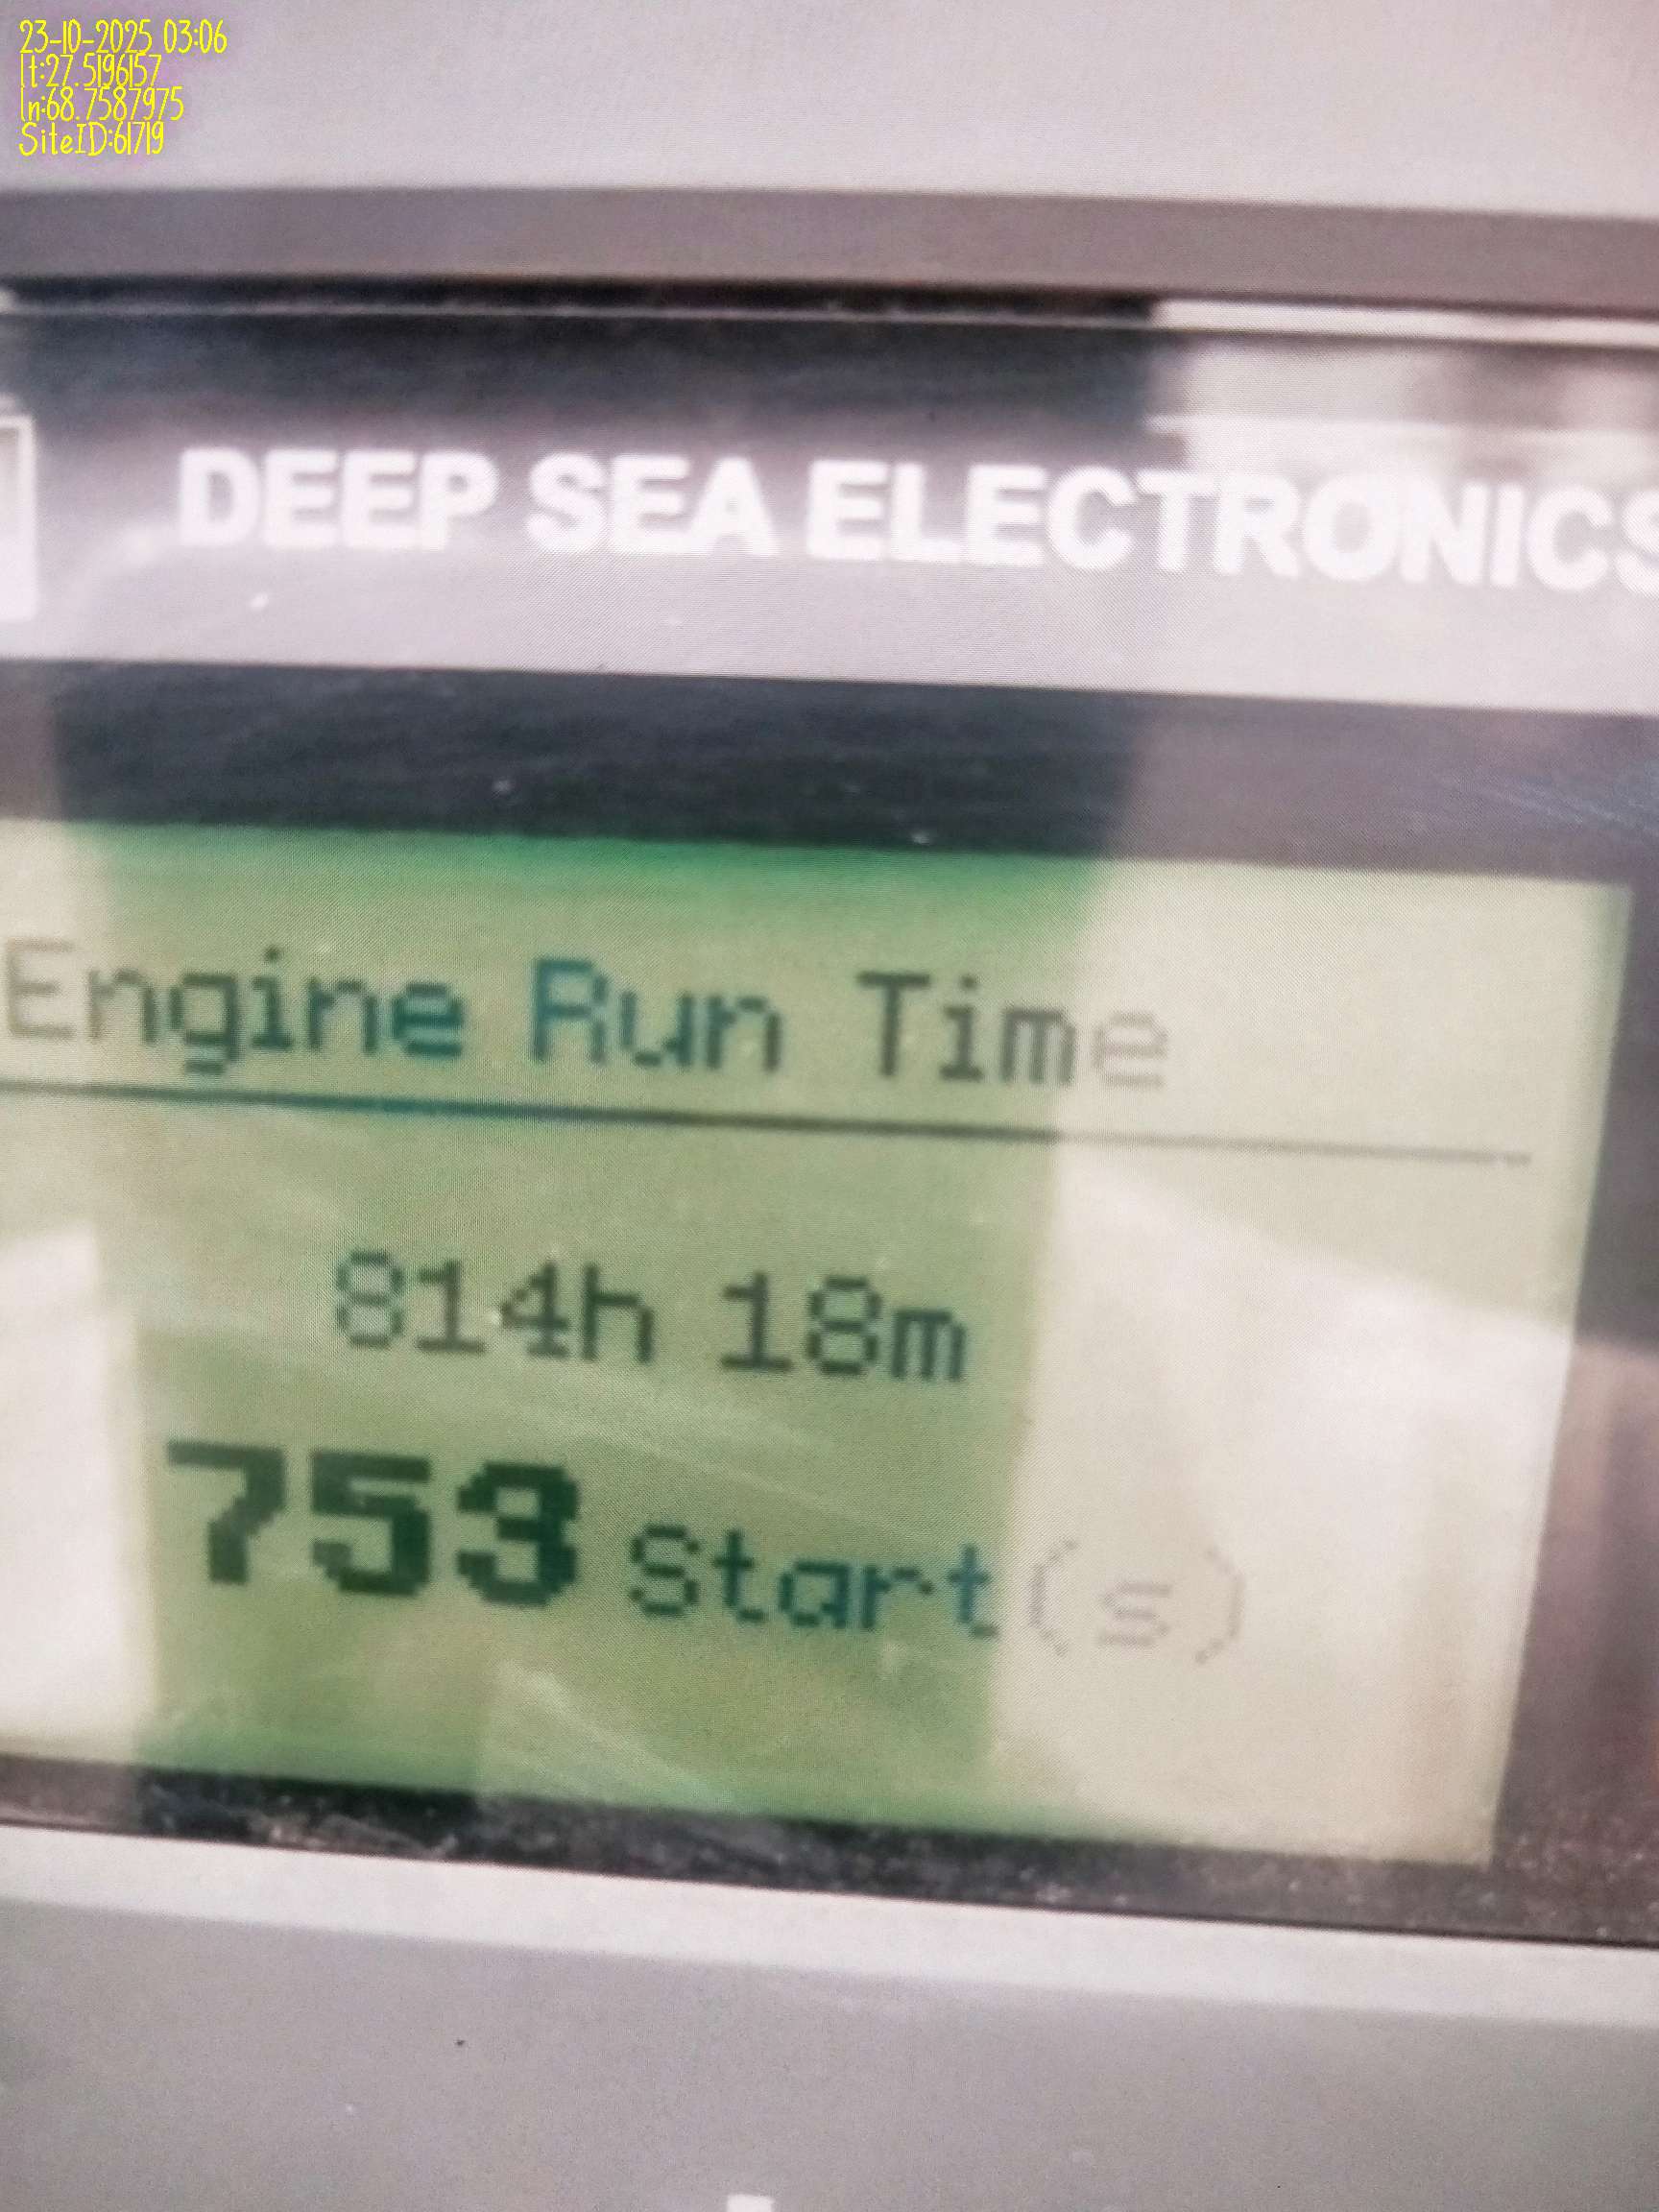 23-10-2025 03:06
lt:27.5196157
ln:68.7587975
SiteID:61719
DEEP SEA ELECTRONICS
Engine Run Time
814h 18m
753 Start(s)